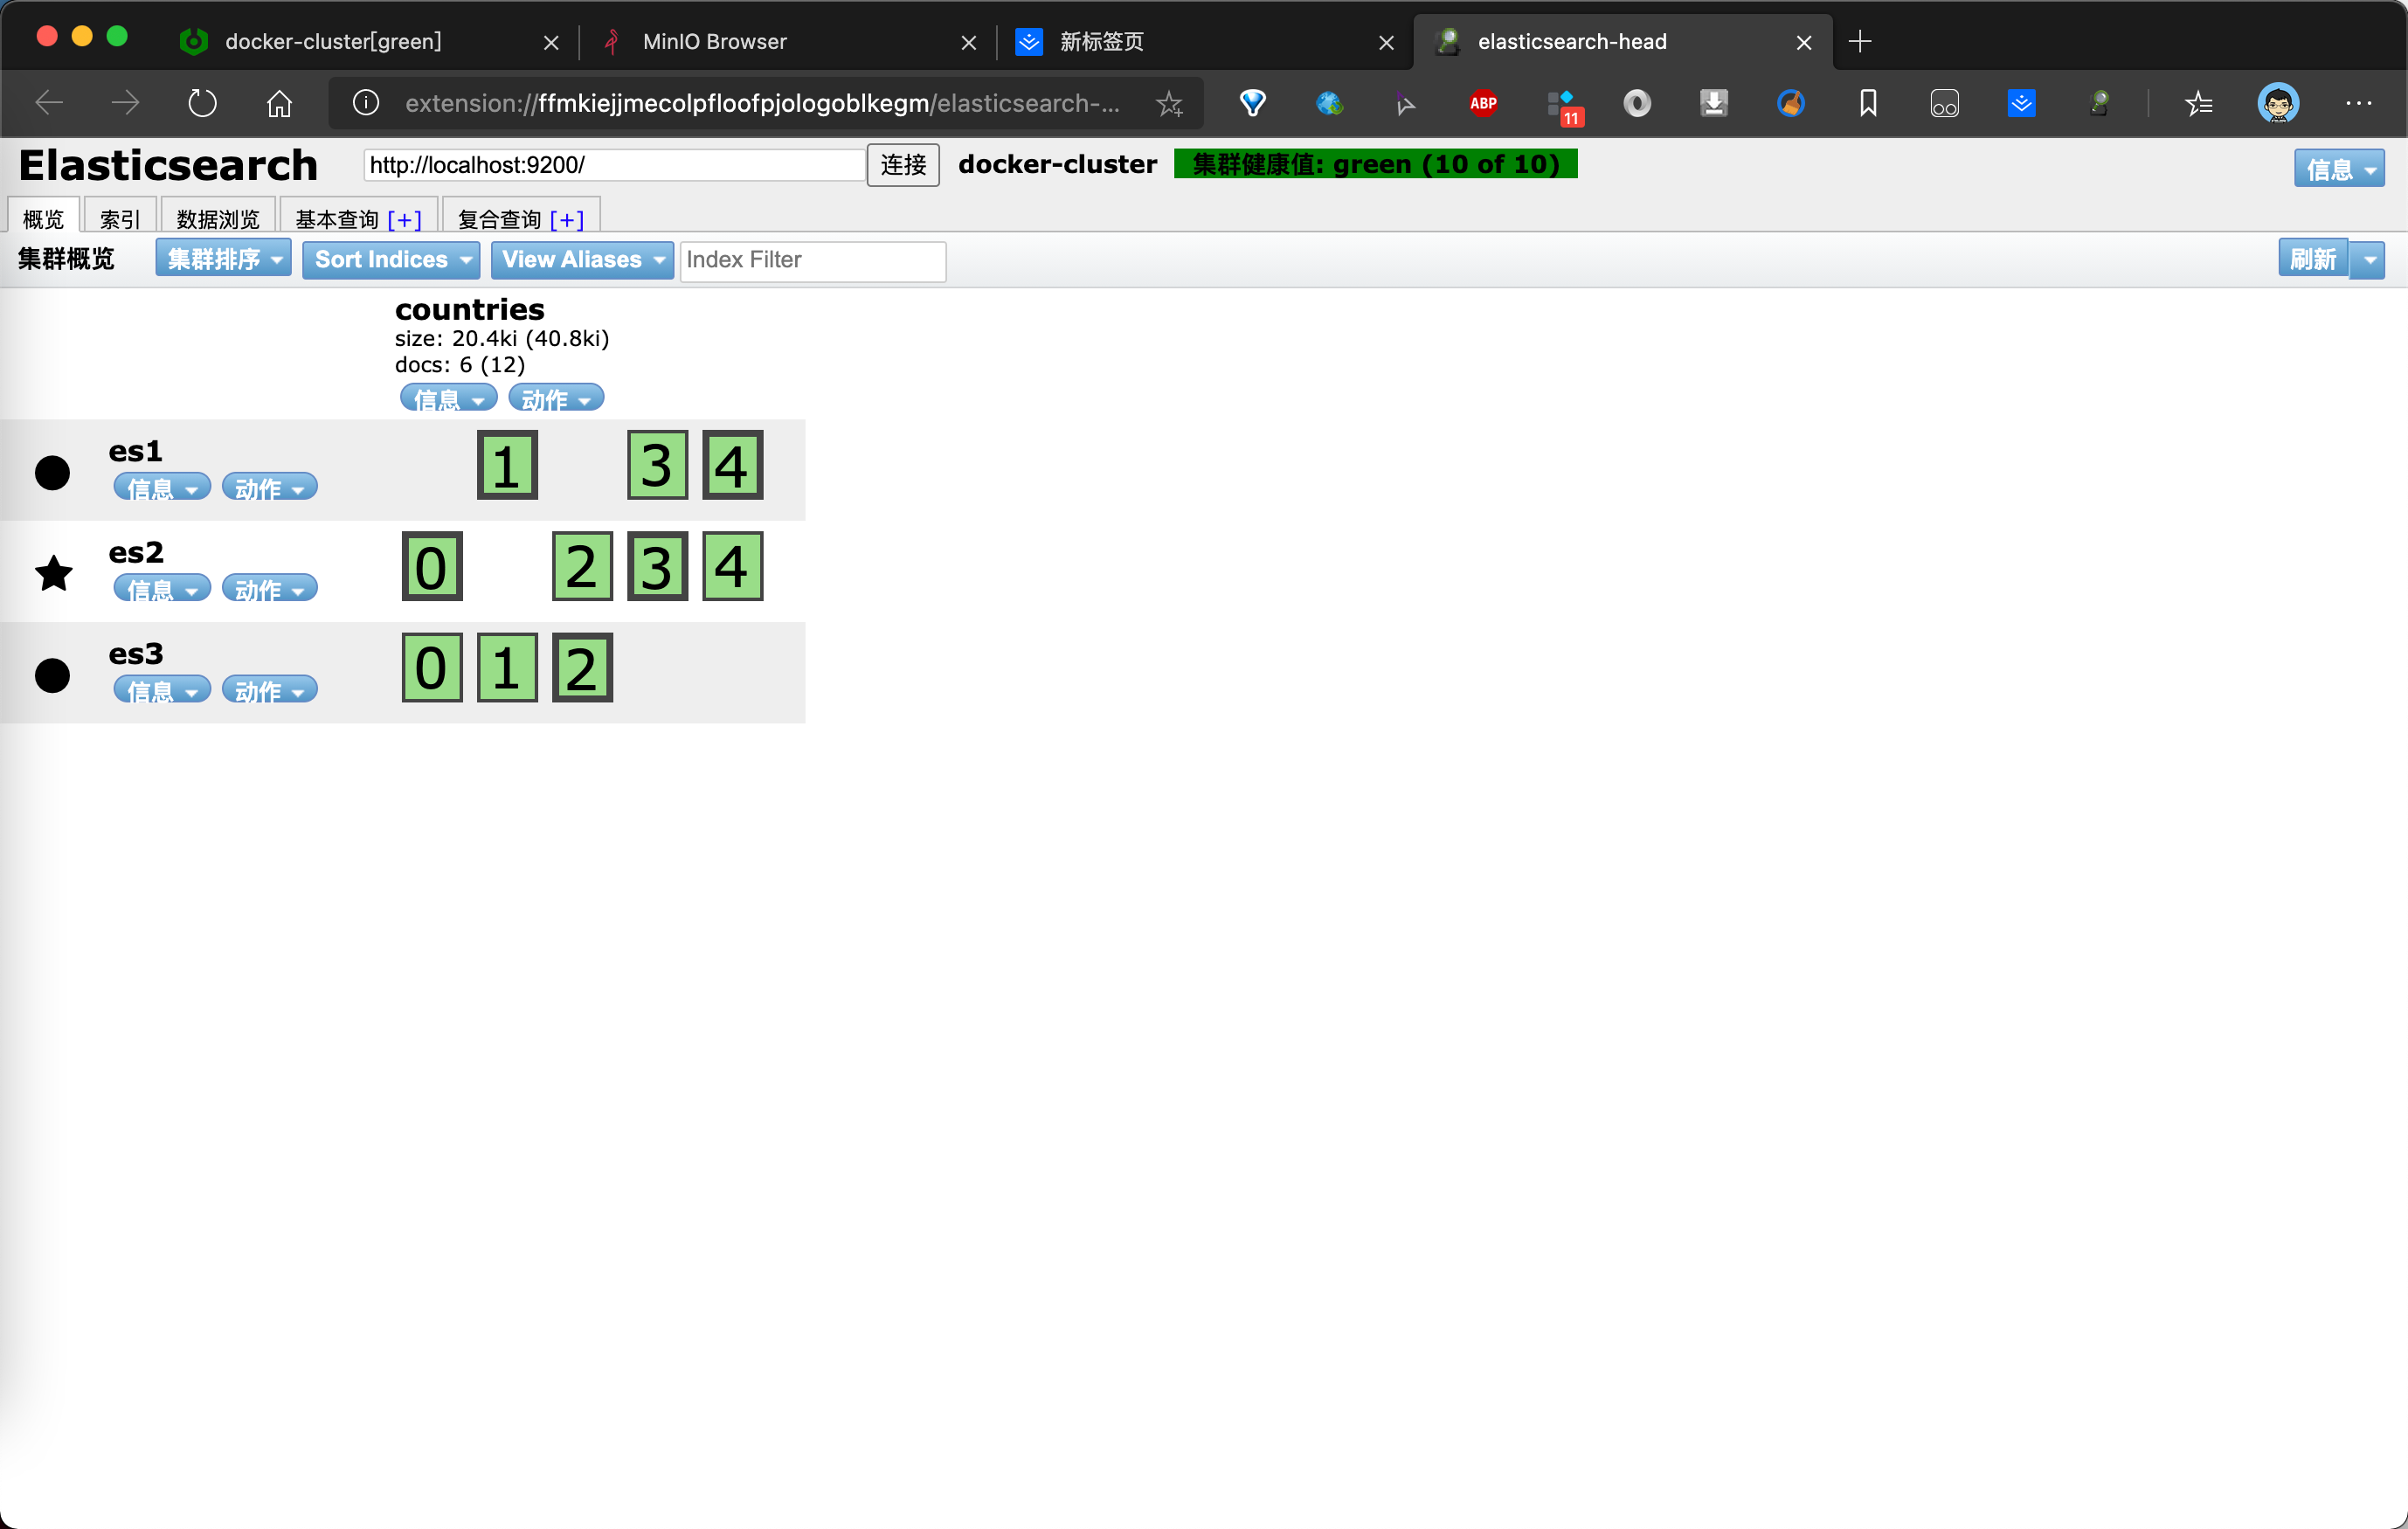 docker-cluster[green] MinIO Browser 新标签页 elasticsearch-head
extension://ffmkiejjmecolpfloofpjologoblkegm/elasticsearch-... ABP 11
Elasticsearch http://localhost:9200/ 连接 docker-cluster 集群健康值: green (10 of 10) 信息
概览 索引 数据浏览 基本查询 [+] 复合查询 [+]
集群概览 集群排序 Sort Indices View Aliases Index Filter 刷新
countries
size: 20.4ki (40.8ki)
docs: 6 (12)
信息 动作
es1 1 3 4
信息 动作
es2 0 2 3 4
信息 动作
es3 0 1 2
信息 动作